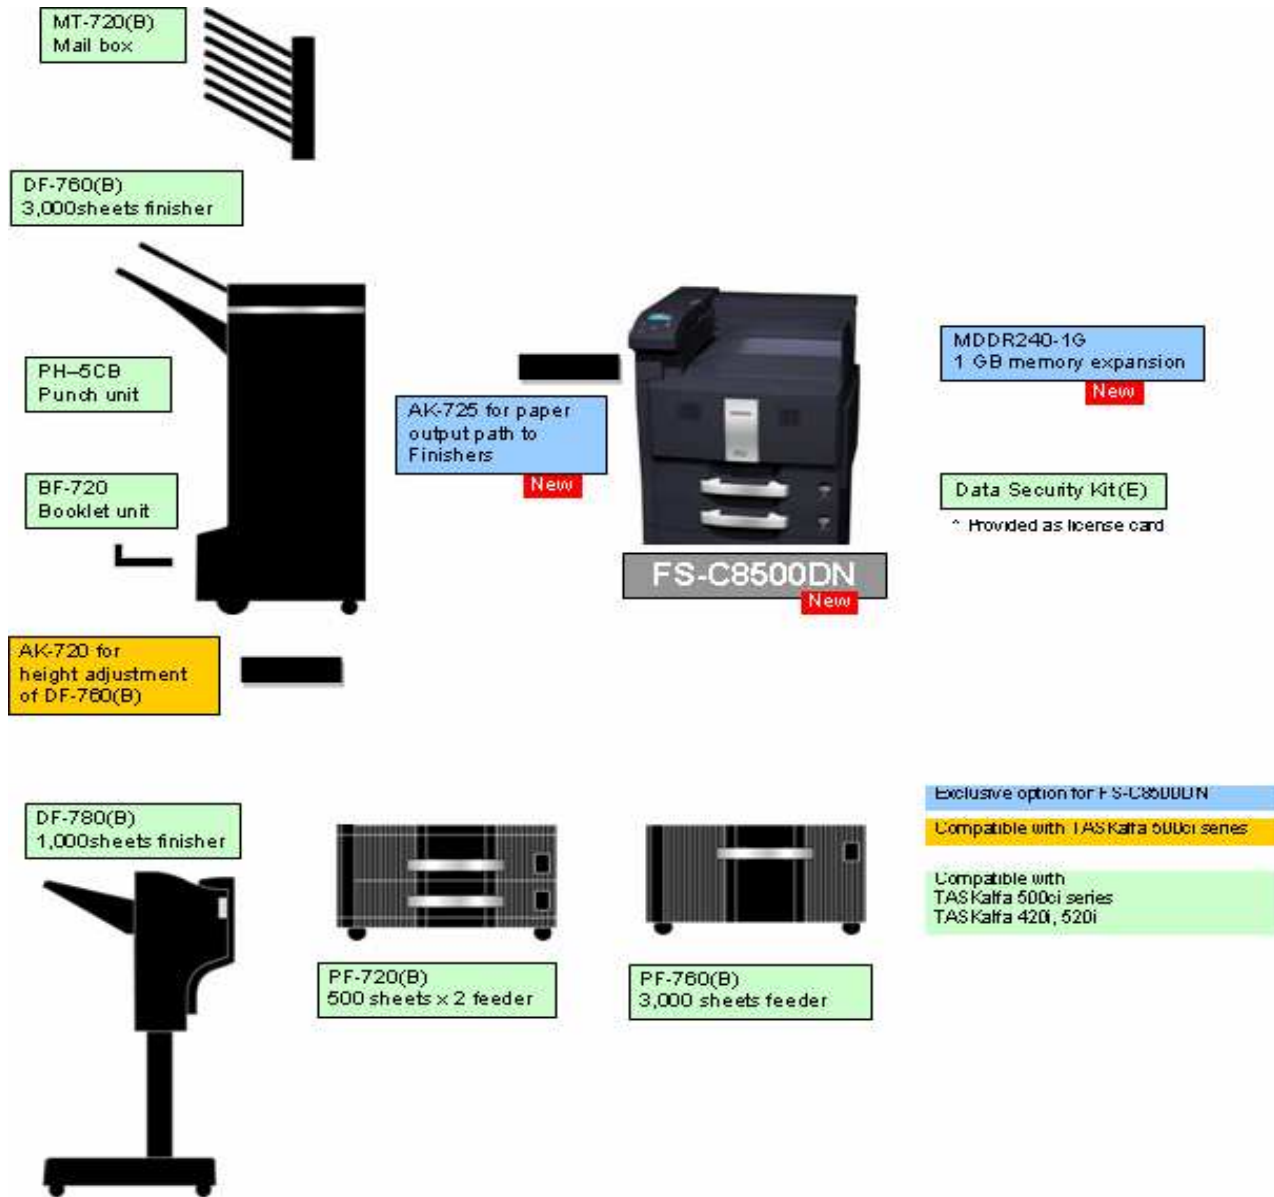 MT-720(B)
Mail box
DF-760(B)
3,000sheets finisher
PH-5CB
Punch unit
BF-720
Booklet unit
AK-720 for
height adjustment
of DF-760(B)
AK-725 for paper
output path to
Finishers
New
FS-C8500DN
New
MDDR240-1G
1 GB memory expansion
New
Data Security Kit(E)
* Provided as license card
DF-780(B)
1,000sheets finisher
PF-720(B)
500 sheets x 2 feeder
PF-760(B)
3,000 sheets feeder
Exclusive option for FS-C8500DN
Compatible with TASKalfa 500ci series
Compatible with
TASKalfa 500ci series
TASKalfa 420i, 520i